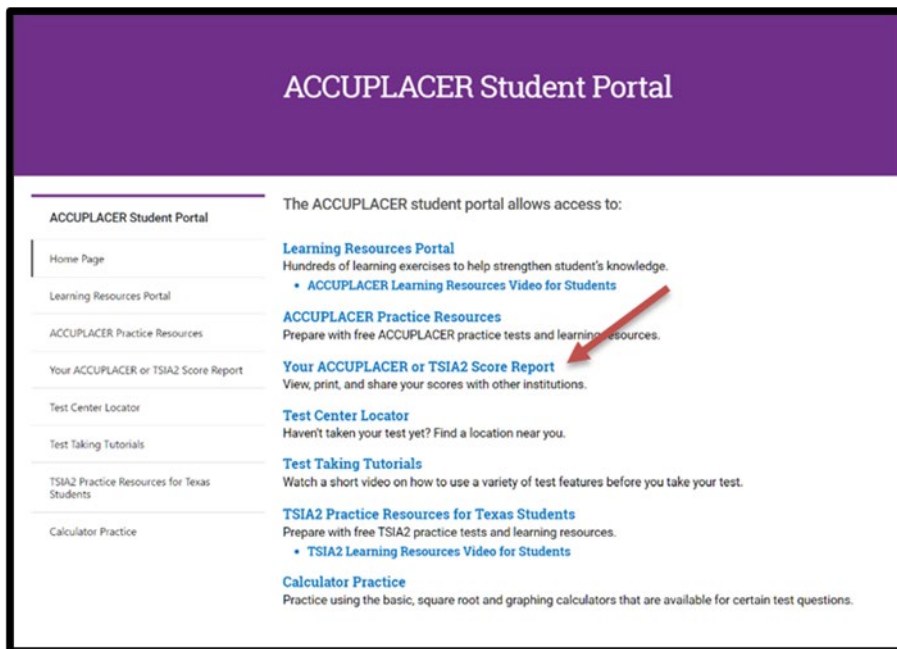 ACCUPLACER Student Portal
ACCUPLACER Student Portal
Home Page
Learning Resources Portal
ACCUPLACER Practice Resources
Your ACCUPLACER or TSIA2 Score Report
Test Center Locator
Test Taking Tutorials
TSIA2 Practice Resources for Texas
Students
Calculator Practice
The ACCUPLACER student portal allows access to:
Learning Resources Portal
Hundreds of learning exercises to help strengthen student's knowledge.
• ACCUPLACER Learning Resources Video for Students
ACCUPLACER Practice Resources
Prepare with free ACCUPLACER practice tests and learning resources.
Your ACCUPLACER or TSIA2 Score Report
View, print, and share your scores with other institutions.
Test Center Locator
Haven't taken your test yet? Find a location near you.
Test Taking Tutorials
Watch a short video on how to use a variety of test features before you take your test.
TSIA2 Practice Resources for Texas Students
Prepare with free TSIA2 practice tests and learning resources.
• TSIA2 Learning Resources Video for Students
Calculator Practice
Practice using the basic, square root and graphing calculators that are available for certain test questions.